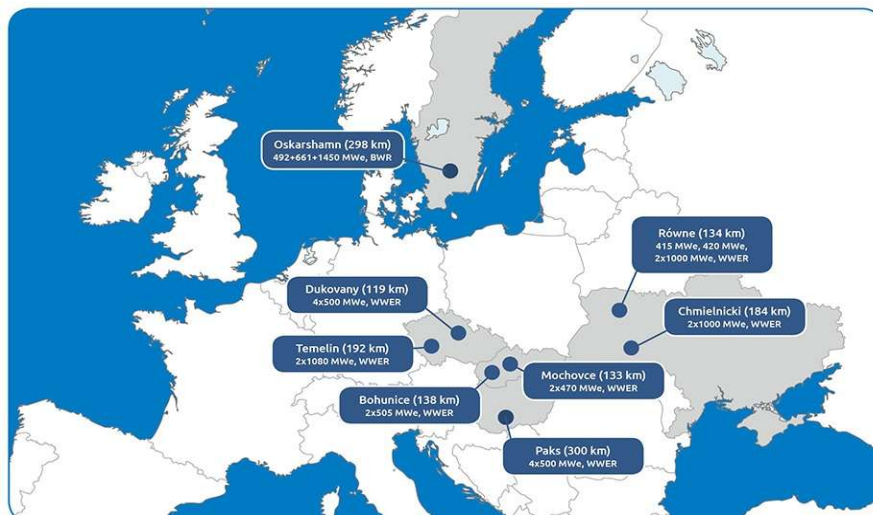 Oskarshamn (298 km)
492+661+1450 MWe, BWR
Równe (134 km)
415 MWe, 420 MWe,
2x1000 MWe, WWER
Dukovany (119 km)
4x500 MWe, WWER
Chmielnicki (184 km)
2x1000 MWe, WWER
Temelin (192 km)
2x1080 MWe, WWER
Mochovce (133 km)
2x470 MWe, WWER
Bohunice (138 km)
2x505 MWe, WWER
Paks (300 km)
4x500 MWe, WWER